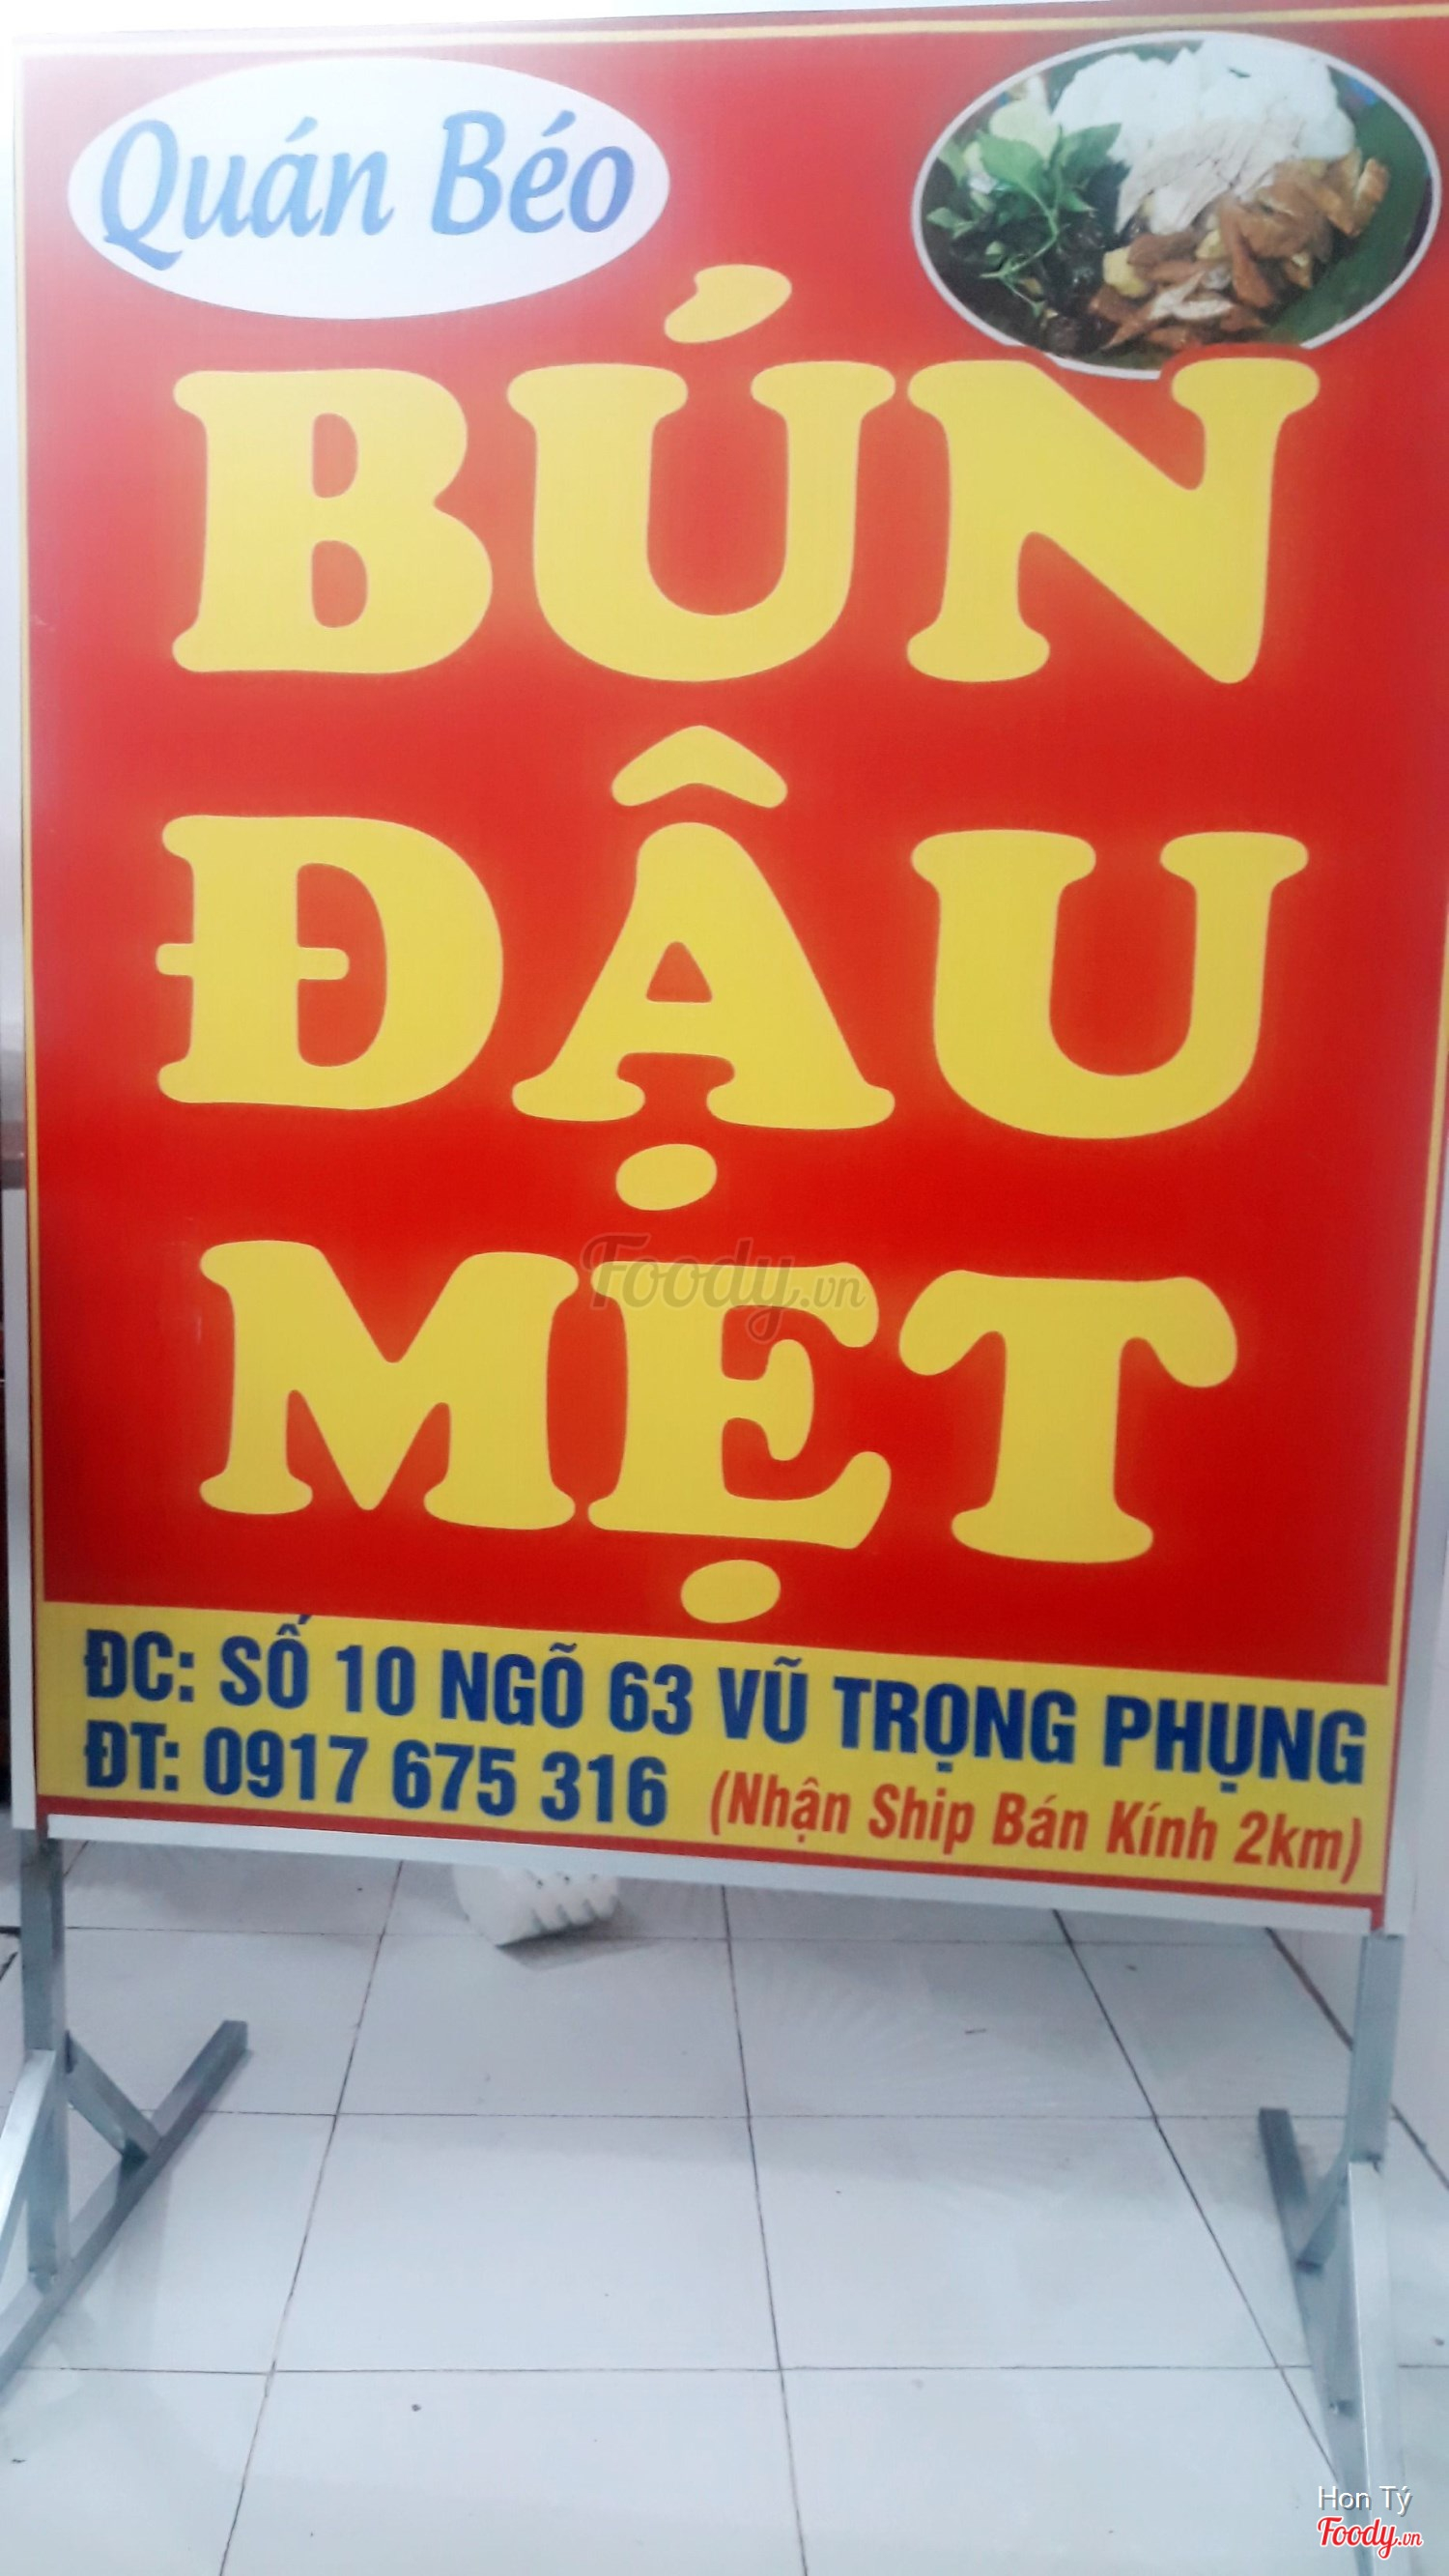 Quán Béo
BÚN
ĐẬU
MẸT
Foody.vn
ĐC: SỐ 10 NGÕ 63 VŨ TRỌNG PHỤNG
ĐT: 0917 675 316 (Nhận Ship Bán Kính 2km)
Hon Tý
Foody.vn